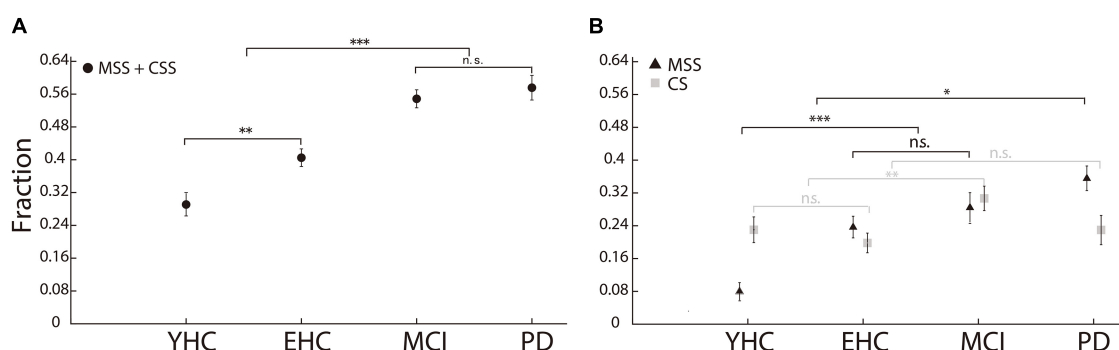 A
***
n.s.
MSS + CSS
**
0.64
0.56
0.48
0.4
0.32
0.24
0.16
0.08
0
Fraction
YHC EHC MCI PD
B
MSS
CS
*
***
ns.
n.s.
**
ns.
0.64
0.56
0.48
0.4
0.32
0.24
0.16
0.08
0
YHC EHC MCI PD